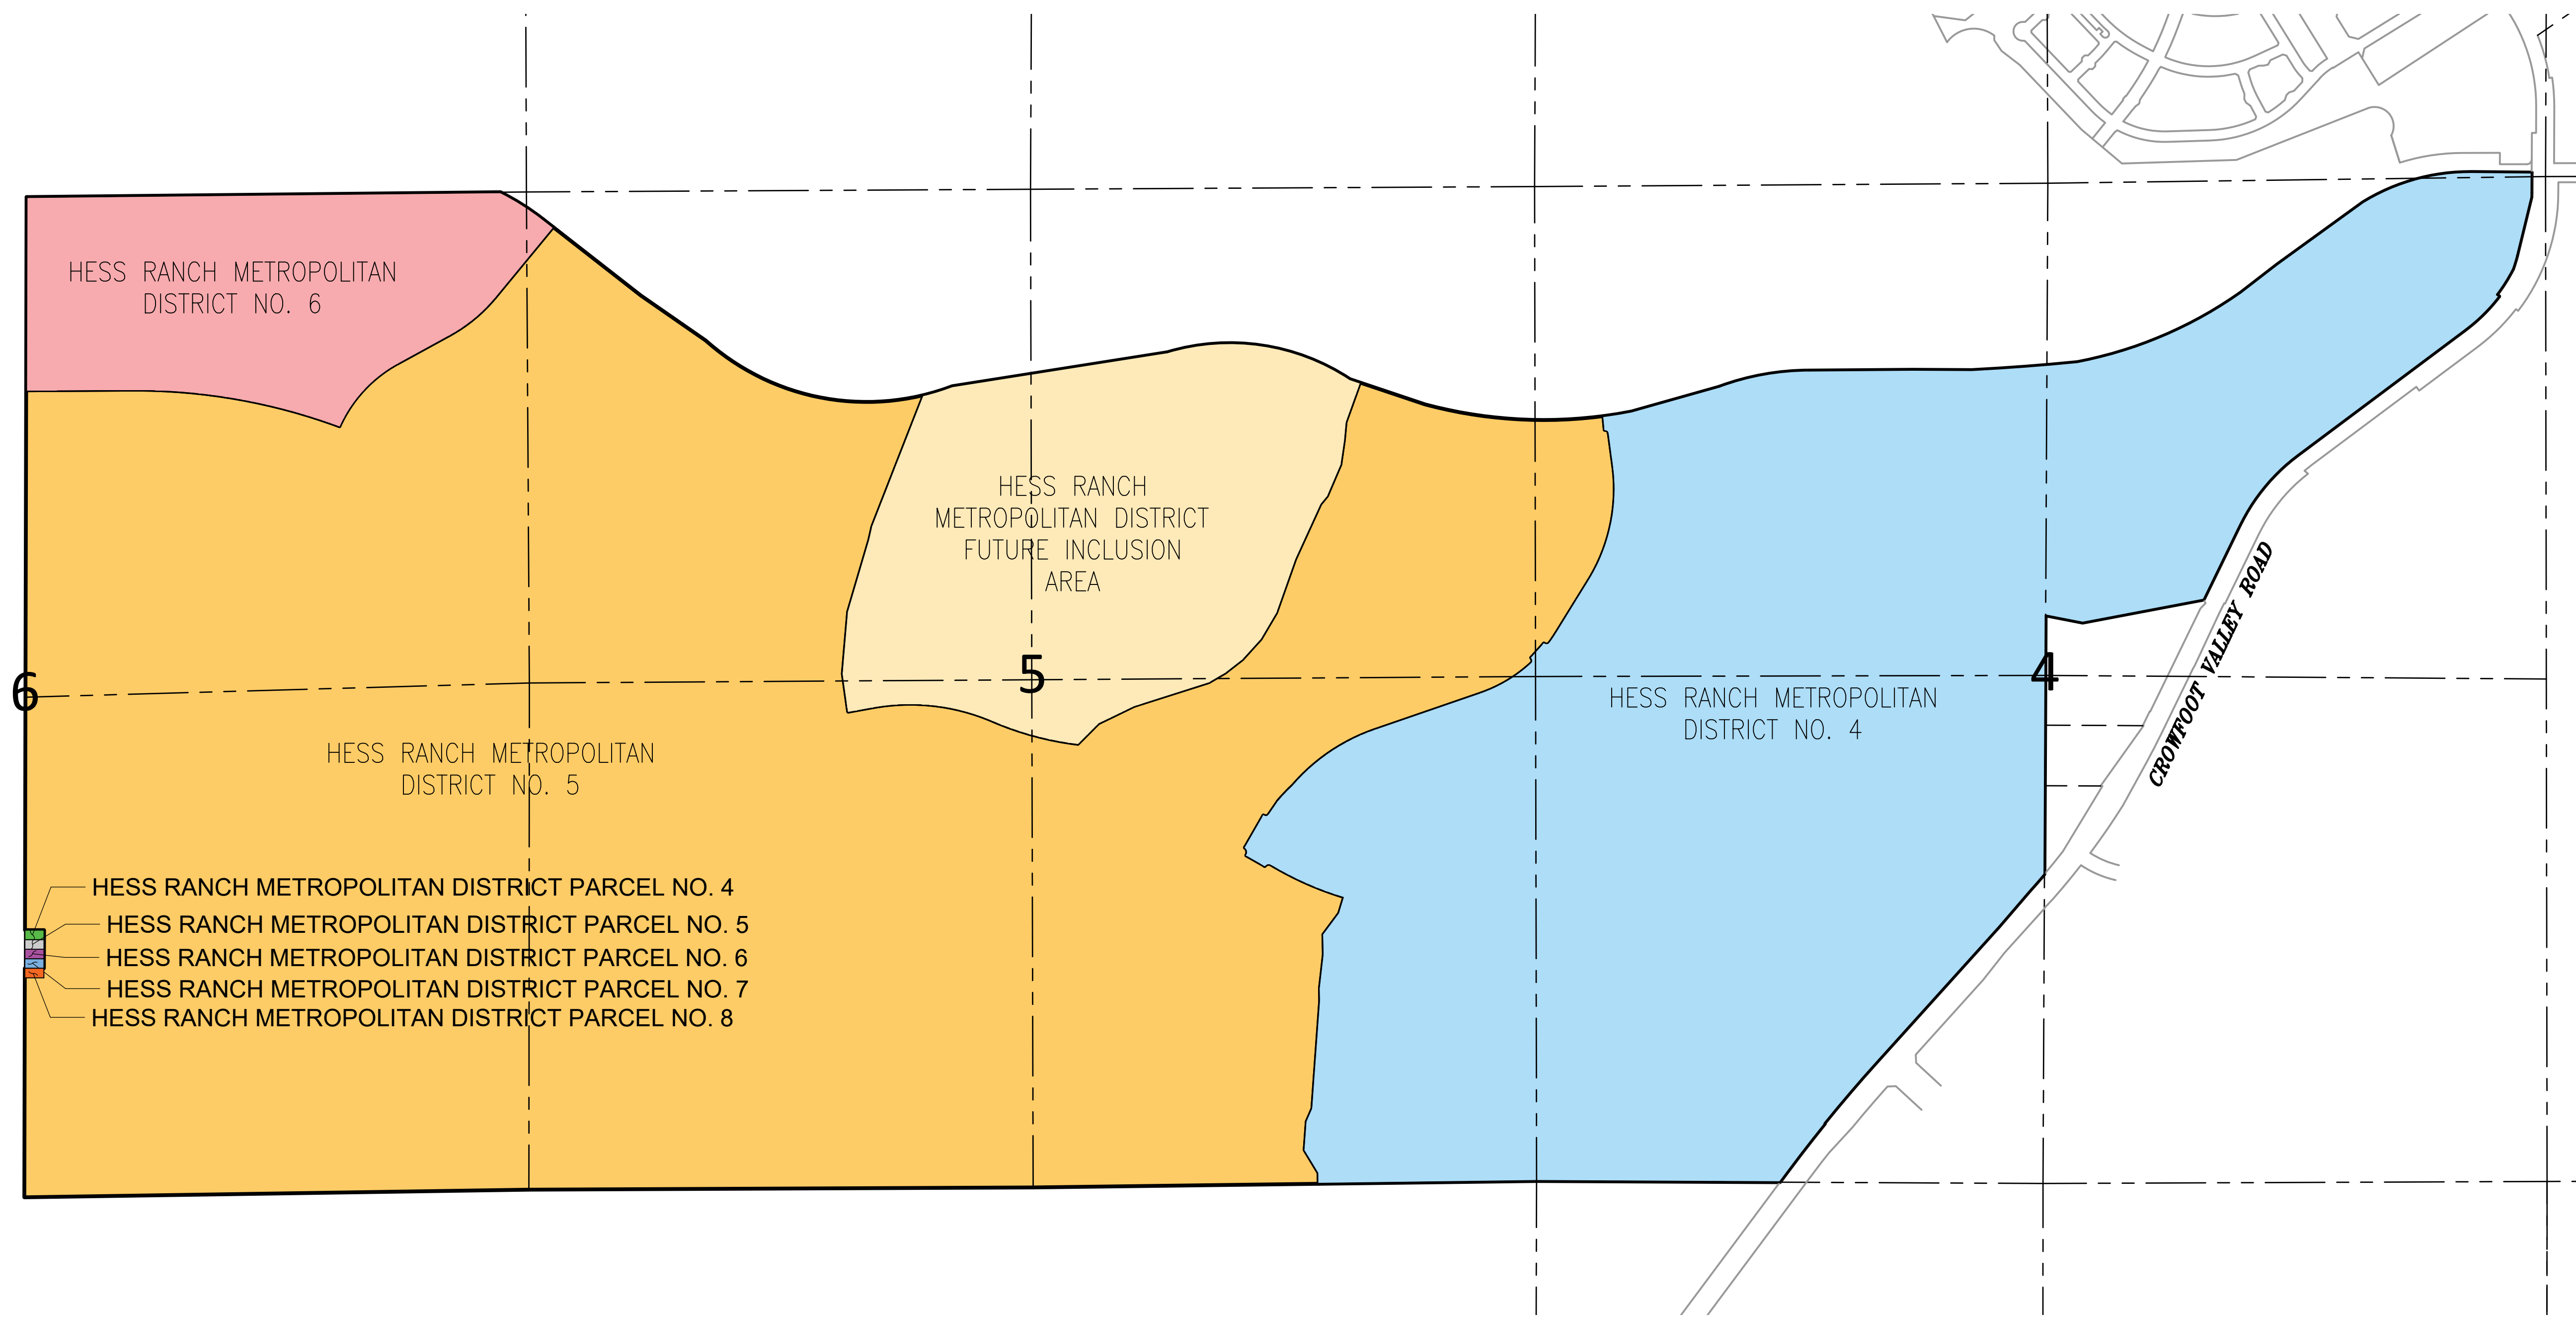 HESS RANCH METROPOLITAN
DISTRICT NO. 6
HESS RANCH
METROPOLITAN DISTRICT
FUTURE INCLUSION
AREA
6
5
4
HESS RANCH METROPOLITAN
DISTRICT NO. 4
CROWFOOT VALLEY ROAD
HESS RANCH METROPOLITAN
DISTRICT NO. 5
HESS RANCH METROPOLITAN DISTRICT PARCEL NO. 4
HESS RANCH METROPOLITAN DISTRICT PARCEL NO. 5
HESS RANCH METROPOLITAN DISTRICT PARCEL NO. 6
HESS RANCH METROPOLITAN DISTRICT PARCEL NO. 7
HESS RANCH METROPOLITAN DISTRICT PARCEL NO. 8